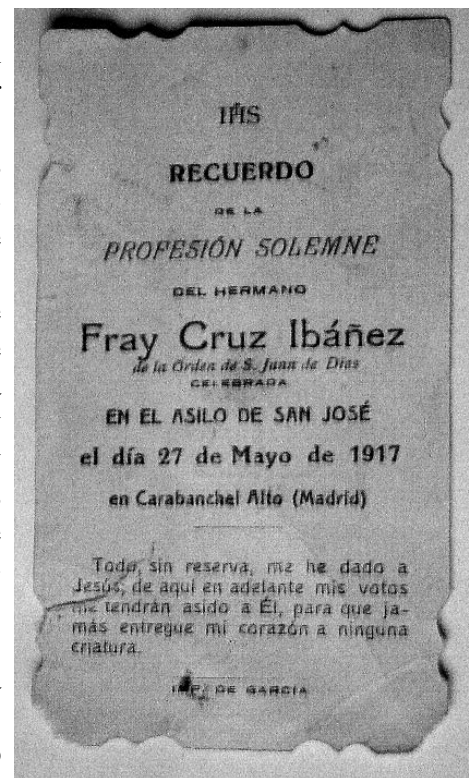 IHS
RECUERDO
DE LA
PROFESIÓN SOLEMNE
DEL HERMANO
Fray Cruz Ibáñez
de la Orden de S. Juan de Dios
CELEBRADA
EN EL ASILO DE SAN JOSÉ
el día 27 de Mayo de 1917
en Carabanchel Alto (Madrid)
Todo, sin reserva, me he dado a
Jesús, de aquí en adelante mis votos
me tendrán asido a Él, para que ja-
más entregue mi corazón a ninguna
criatura.
IMP. DE GARCÍA